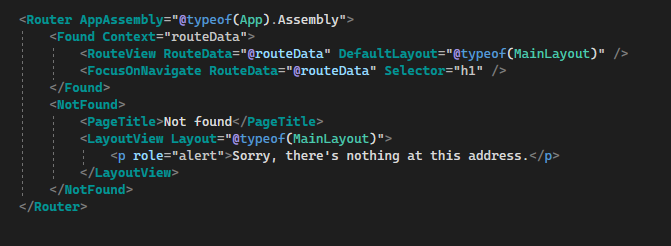 <Router AppAssembly="@typeof(App).Assembly">
<Found Context="routeData">
<RouteView RouteData="@routeData" DefaultLayout="@typeof(MainLayout)" />
<FocusOnNavigate RouteData="@routeData" Selector="h1" />
</Found>
<NotFound>
<PageTitle>Not found</PageTitle>
<LayoutView Layout="@typeof(MainLayout)">
<p role="alert">Sorry, there's nothing at this address.</p>
</LayoutView>
</NotFound>
</Router>